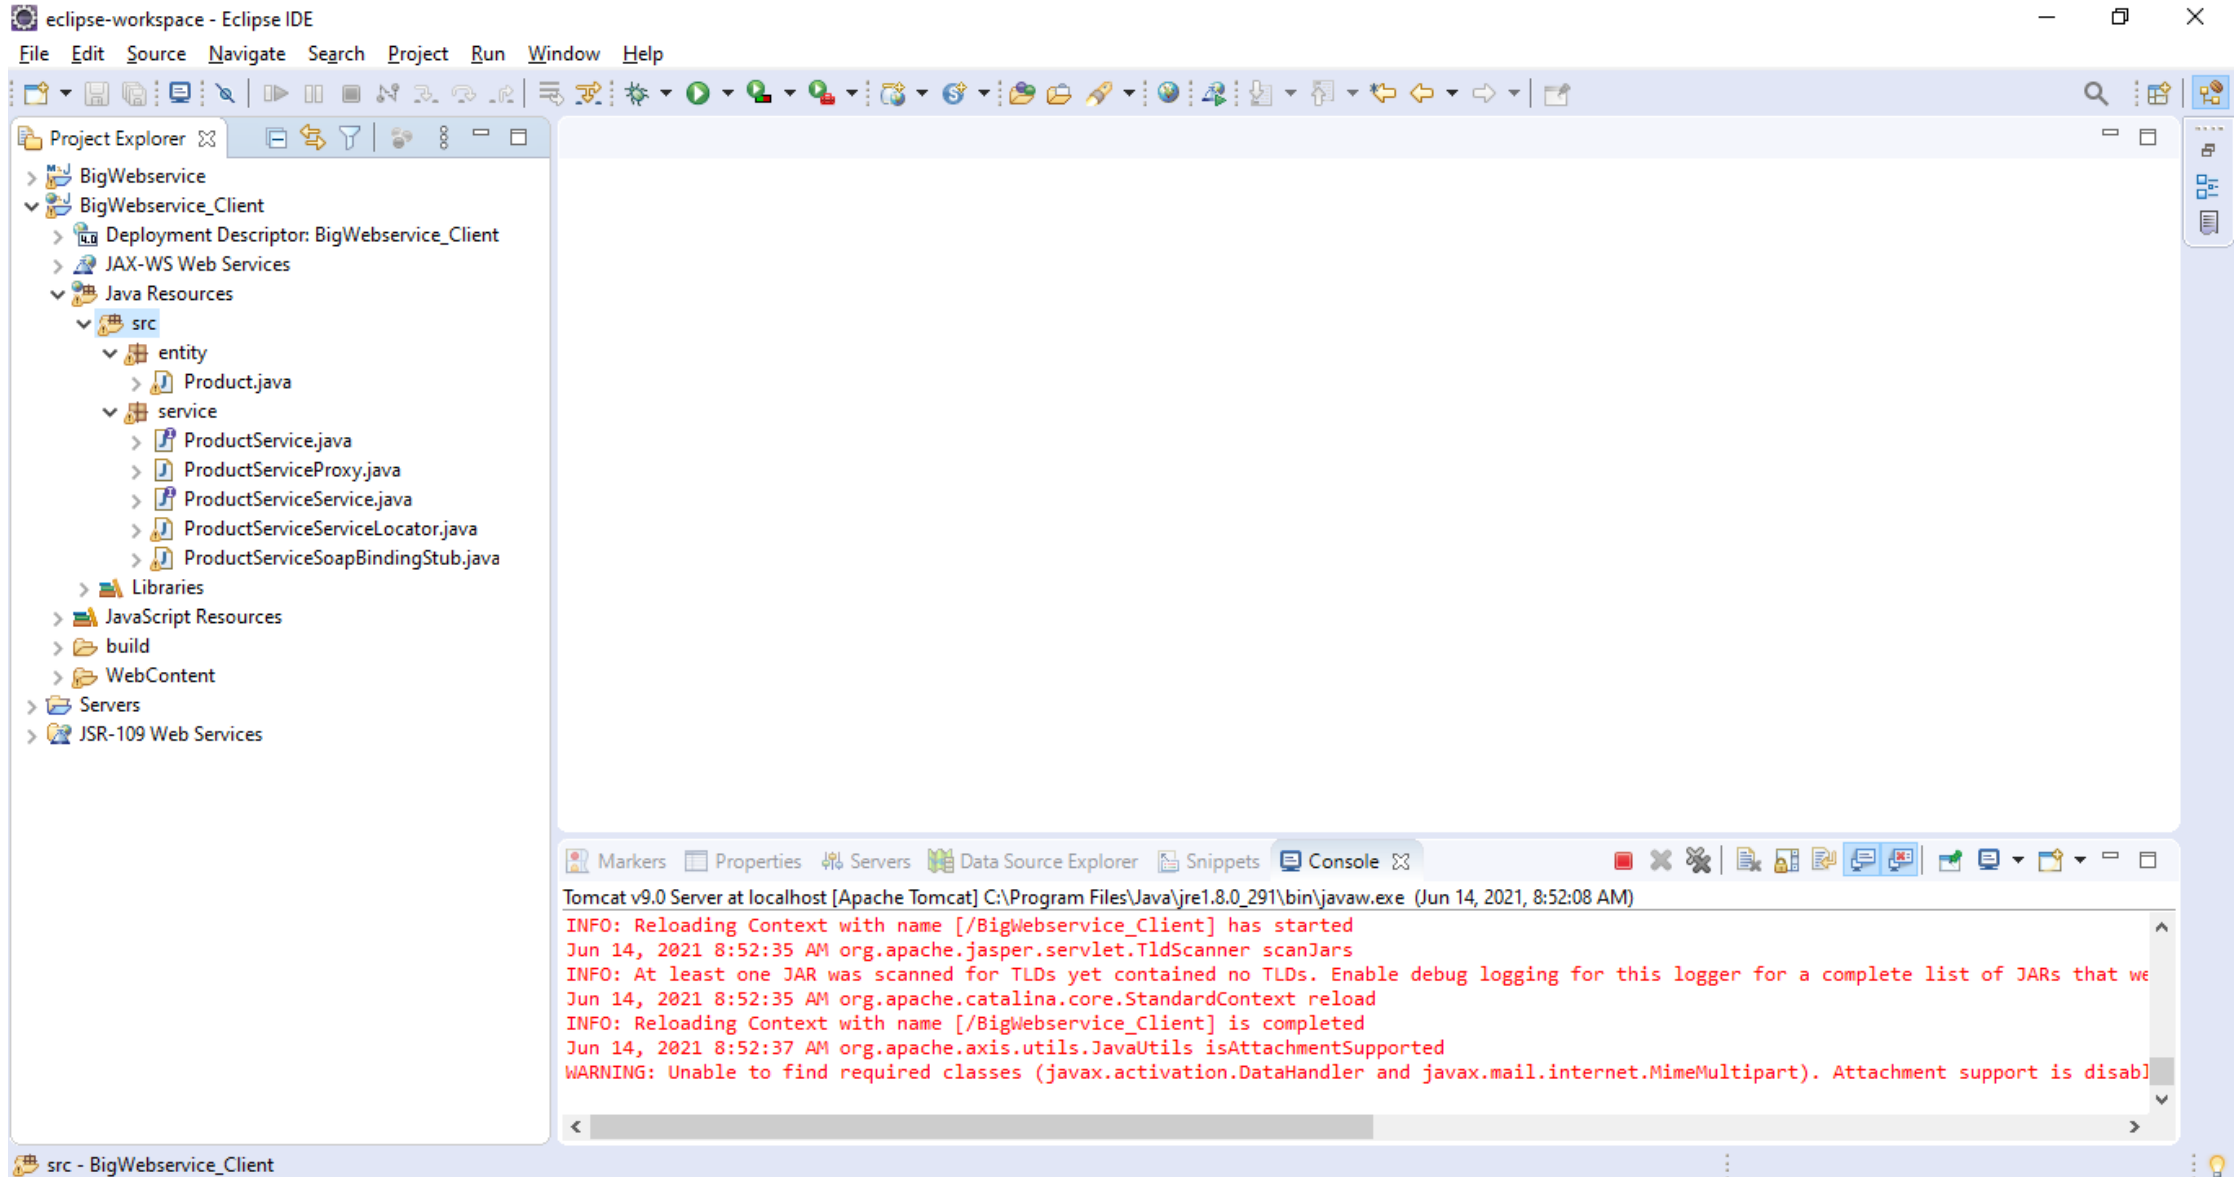 eclipse-workspace - Eclipse IDE
File Edit Source Navigate Search Project Run Window Help
Project Explorer
BigWebservice
BigWebservice_Client
Deployment Descriptor: BigWebservice_Client
JAX-WS Web Services
Java Resources
src
entity
Product.java
service
ProductService.java
ProductServiceProxy.java
ProductServiceService.java
ProductServiceServiceLocator.java
ProductServiceSoapBindingStub.java
Libraries
JavaScript Resources
build
WebContent
Servers
JSR-109 Web Services
Markers Properties Servers Data Source Explorer Snippets Console
Tomcat v9.0 Server at localhost [Apache Tomcat] C:\Program Files\Java\jre1.8.0_291\bin\javaw.exe (Jun 14, 2021, 8:52:08 AM)
INFO: Reloading Context with name [/BigWebservice_Client] has started
Jun 14, 2021 8:52:35 AM org.apache.jasper.servlet.TldScanner scanJars
INFO: At least one JAR was scanned for TLDs yet contained no TLDs. Enable debug logging for this logger for a complete list of JARs that we
Jun 14, 2021 8:52:35 AM org.apache.catalina.core.StandardContext reload
INFO: Reloading Context with name [/BigWebservice_Client] is completed
Jun 14, 2021 8:52:37 AM org.apache.axis.utils.JavaUtils isAttachmentSupported
WARNING: Unable to find required classes (javax.activation.DataHandler and javax.mail.internet.MimeMultipart). Attachment support is disabl
src - BigWebservice_Client